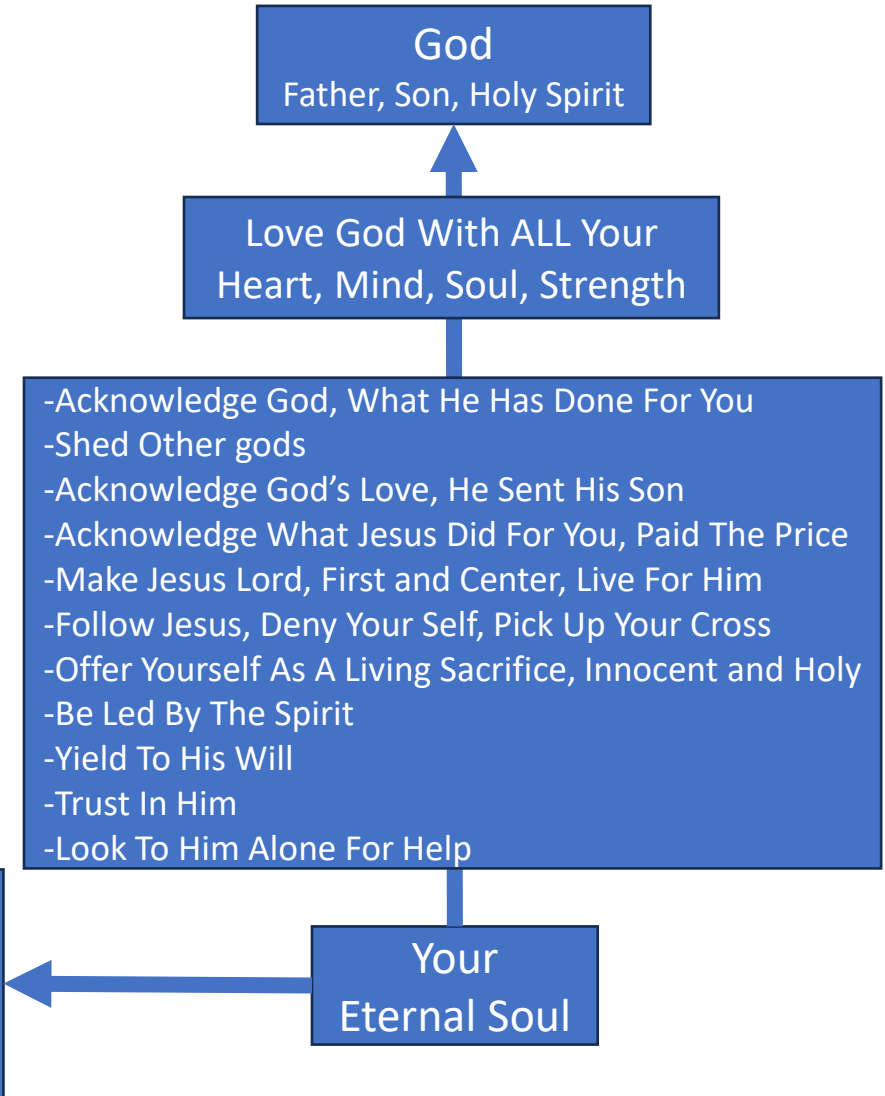 God
Father, Son, Holy Spirit
Love God With ALL Your
Heart, Mind, Soul, Strength
-Acknowledge God, What He Has Done For You
-Shed Other gods
-Acknowledge God’s Love, He Sent His Son
-Acknowledge What Jesus Did For You, Paid The Price
-Make Jesus Lord, First and Center, Live For Him
-Follow Jesus, Deny Your Self, Pick Up Your Cross
-Offer Yourself As A Living Sacrifice, Innocent and Holy
-Be Led By The Spirit
-Yield To His Will
-Trust In Him
-Look To Him Alone For Help
Your
Eternal Soul